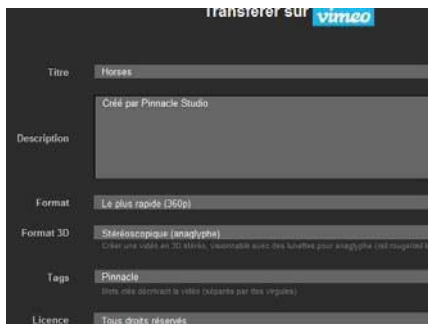 Transférer sur vimeo
Titre
Horses
Créé par Pinnacle Studio
Description
Format
Le plus rapide (360p)
Format 3D
Stéréoscopique (anaglyphe)
Créer une vidéo en 3D stéréo, visionnable avec des lunettes pour anaglyphe
Tags
Pinnacle
Mots clés décrivant la vidéo (séparés par des virgules)
Licence
Tous droits réservés